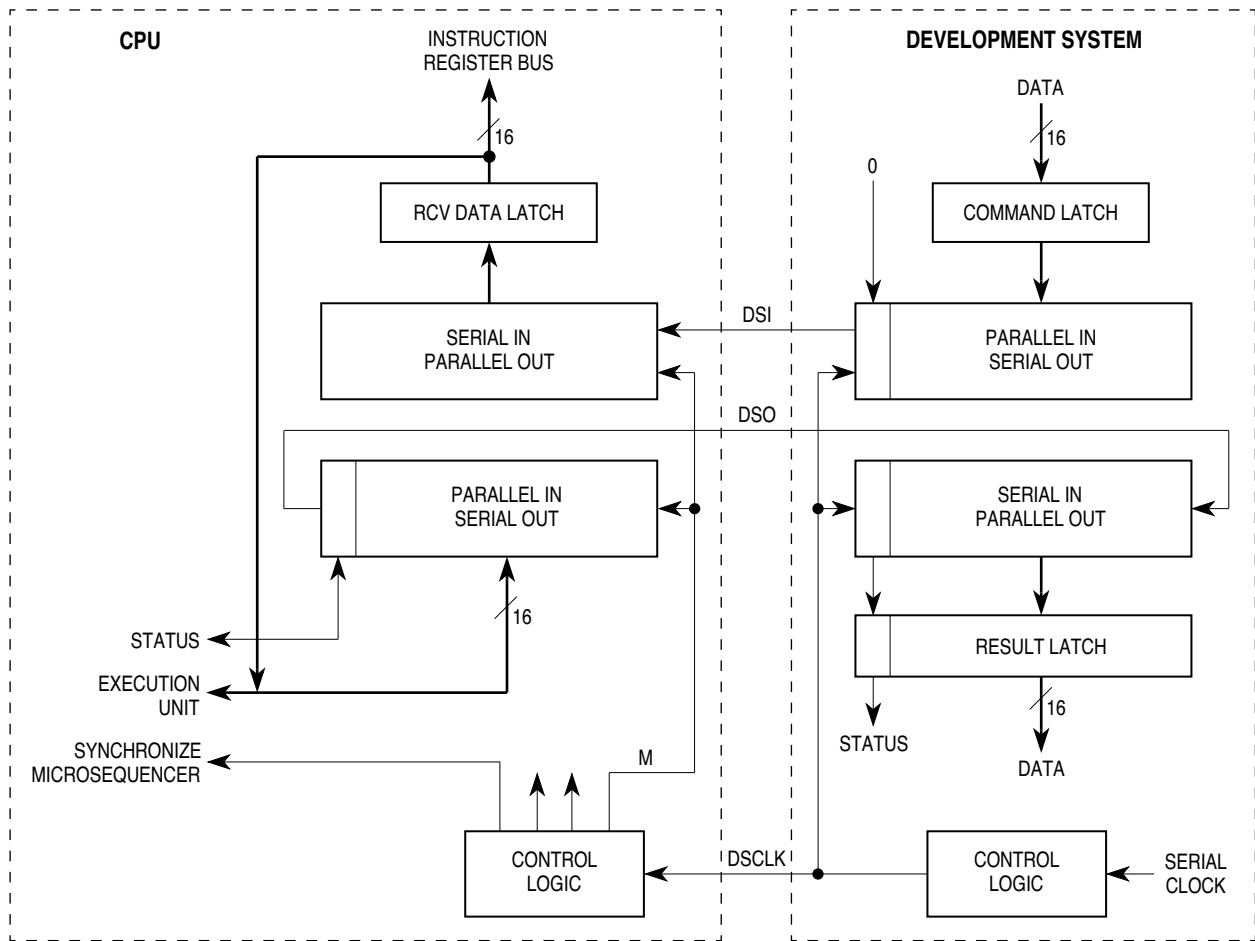 CPU
INSTRUCTION
REGISTER BUS
16
RCV DATA LATCH
SERIAL IN
PARALLEL OUT
PARALLEL IN
SERIAL OUT
16
STATUS
EXECUTION
UNIT
SYNCHRONIZE
MICROSEQUENCER
M
CONTROL
LOGIC
DSI
DSO
DSCLK
DEVELOPMENT SYSTEM
DATA
16
0
COMMAND LATCH
PARALLEL IN
SERIAL OUT
SERIAL IN
PARALLEL OUT
RESULT LATCH
16
STATUS
DATA
CONTROL
LOGIC
SERIAL
CLOCK